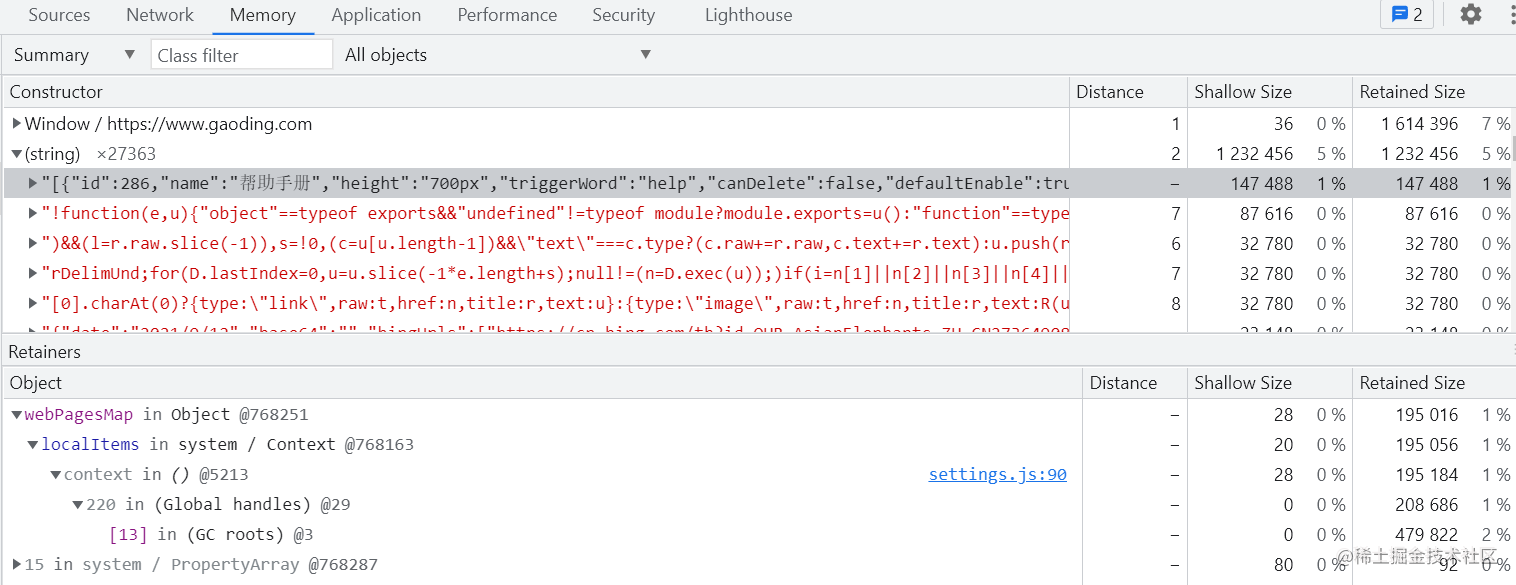 Sources Network Memory Application Performance Security Lighthouse 2
Summary ▼ Class filter All objects ▼
Constructor Distance Shallow Size Retained Size
▶Window / https://www.gaoding.com 1 36 0 % 1 614 396 7 %
▼(string) ×27363 2 1 232 456 5 % 1 232 456 5 %
▶"[{"id":286,"name":"帮助手册","height":"700px","triggerWord":"help","canDelete":false,"defaultEnable":tru – 147 488 1 % 147 488 1 %
▶"!function(e,u){"object"==typeof exports&&"undefined"!=typeof module?module.exports=u():"function"==type 7 87 616 0 % 87 616 0 %
▶")&&(l=r.raw.slice(-1)),s=!0,(c=u[u.length-1])&&\"text\"===c.type?(c.raw+=r.raw,c.text+=r.text):u.push(r 6 32 780 0 % 32 780 0 %
▶"rDelimUnd;for(D.lastIndex=0,u=u.slice(-1*e.length+s);null!=(n=D.exec(u));)if(i=n[1]||n[2]||n[3]||n[4]|| 7 32 780 0 % 32 780 0 %
▶"[0].charAt(0)?{type:\"link\",raw:t,href:n,title:r,text:u}:{type:\"image\",raw:t,href:n,title:r,text:R(u 8 32 780 0 % 32 780 0 %
Retainers
Object Distance Shallow Size Retained Size
▼webPagesMap in Object @768251 – 28 0 % 195 016 1 %
▼localItems in system / Context @768163 – 20 0 % 195 056 1 %
▼context in () @5213 settings.js:90 – 28 0 % 195 184 1 %
▼220 in (Global handles) @29 – 0 0 % 208 686 1 %
[13] in (GC roots) @3 – 0 0 % 479 822 2 %
▶15 in system / PropertyArray @768287 – 80 0 % 92 0 %
@稀土掘金技术社区